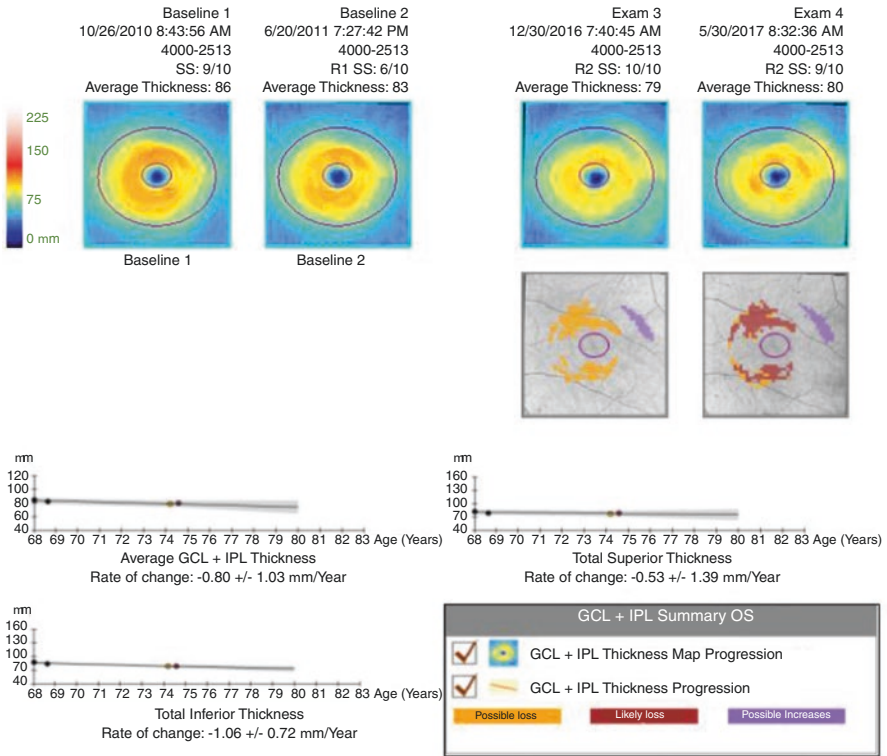 Baseline 1
10/26/2010 8:43:56 AM
4000-2513
SS: 9/10
Average Thickness: 86
Baseline 2
6/20/2011 7:27:42 PM
4000-2513
R1 SS: 6/10
Average Thickness: 83
Exam 3
12/30/2016 7:40:45 AM
4000-2513
R2 SS: 10/10
Average Thickness: 79
Exam 4
5/30/2017 8:32:36 AM
4000-2513
R2 SS: 9/10
Average Thickness: 80
225
150
75
0 mm
Baseline 1
Baseline 2
mm
120
100
80
60
40
68 69 70 71 72 73 74 75 76 77 78 79 80 81 82 83 Age (Years)
Average GCL + IPL Thickness
Rate of change: -0.80 +/- 1.03 mm/Year
mm
160
130
100
70
40
68 69 70 71 72 73 74 75 76 77 78 79 80 81 82 83 Age (Years)
Total Superior Thickness
Rate of change: -0.53 +/- 1.39 mm/Year
mm
160
130
100
70
40
68 69 70 71 72 73 74 75 76 77 78 79 80 81 82 83 Age (Years)
Total Inferior Thickness
Rate of change: -1.06 +/- 0.72 mm/Year
GCL + IPL Summary OS
GCL + IPL Thickness Map Progression
GCL + IPL Thickness Progression
Possible loss
Likely loss
Possible Increases